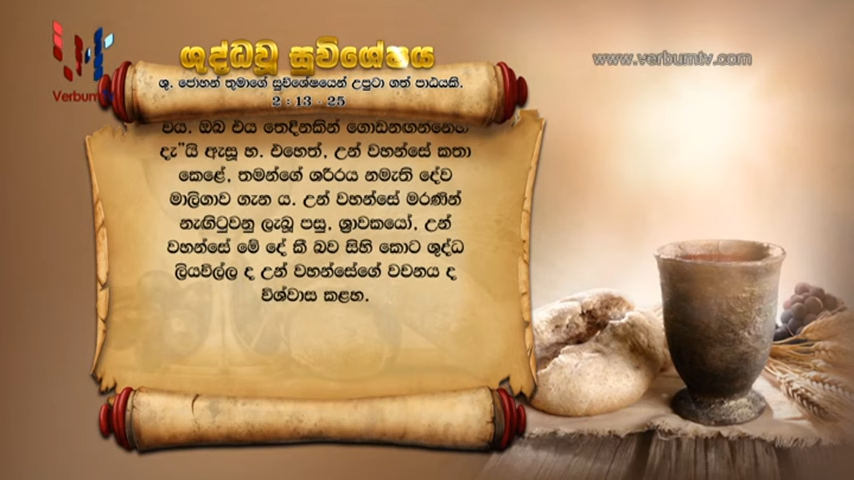 Verbum TV
www.verbumtv.com
ශුද්ධවූ සුවිශේෂය
ශු. ජොහන් තුමාගේ සුවිශේෂයෙන් උපුටා ගත් පාඨයකි.
2 : 13 - 25
විය. ඔබ එය තෙදිනකින් ගොඩනඟන්නෙහි
දැ"යි ඇසූ හ. එහෙත්, උන් වහන්සේ කතා
කෙළේ, තමන්ගේ ශරීරය නමැති දේව
මාලිගාව ගැන ය. උන් වහන්සේ මරණින්
නැඟිටුවනු ලැබූ පසු, ශ්‍රාවකයෝ, උන්
වහන්සේ මේ දේ කී බව සිහි කොට ශුද්ධ
ලියවිල්ල ද උන් වහන්සේගේ වචනය ද
විශ්වාස කළහ.